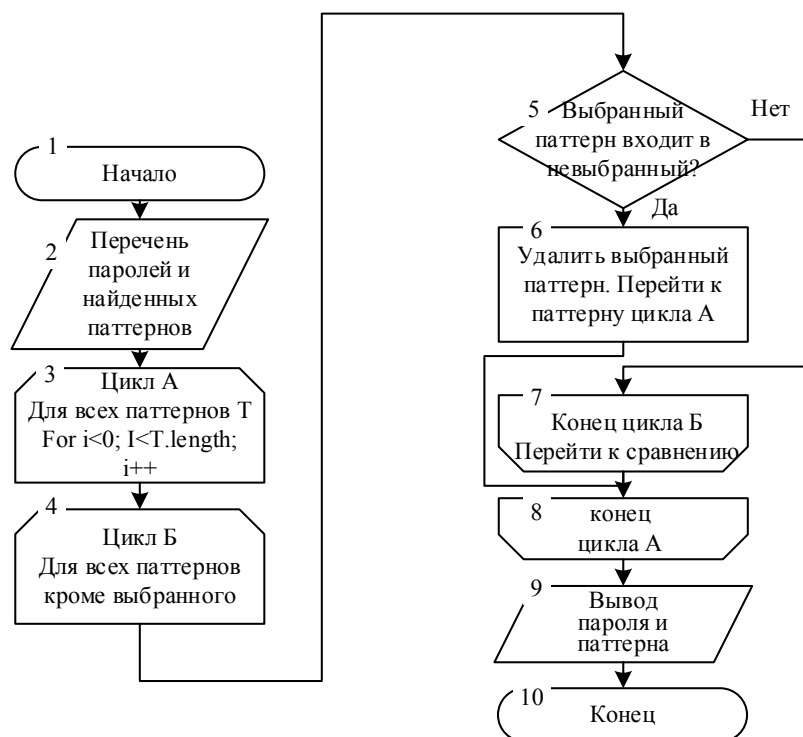 1
Начало
2
Перечень
паролей и
найденных
паттернов
3
Цикл А
Для всех паттернов Т
For i<0; I<T.length;
i++
4
Цикл Б
Для всех паттернов
кроме выбранного
5
Выбранный
паттерн входит в
невыбранный?
Нет
Да
6
Удалить выбранный
паттерн. Перейти к
паттерну цикла А
7
Конец цикла Б
Перейти к сравнению
8
конец
цикла А
9
Вывод
пароля и
паттерна
10
Конец